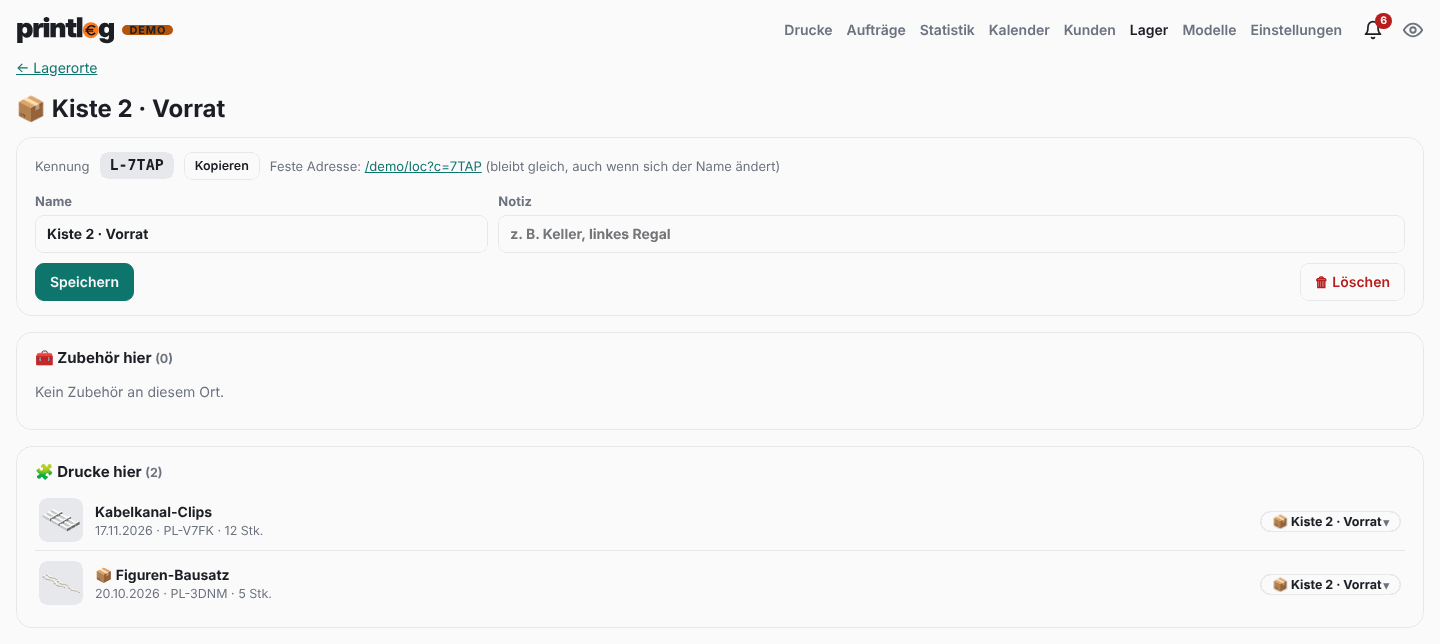 printl€g DEMO
Drucke Aufträge Statistik Kalender Kunden Lager Modelle Einstellungen 6
← Lagerorte
📦 Kiste 2 · Vorrat
Kennung L-7TAP Kopieren Feste Adresse: /demo/loc?c=7TAP (bleibt gleich, auch wenn sich der Name ändert)
Name Notiz
Kiste 2 · Vorrat z. B. Keller, linkes Regal
Speichern 🗑 Löschen
🧰 Zubehör hier (0)
Kein Zubehör an diesem Ort.
🧩 Drucke hier (2)
Kabelkanal-Clips
17.11.2026 · PL-V7FK · 12 Stk.
📦 Kiste 2 · Vorrat ▾
📦 Figuren-Bausatz
20.10.2026 · PL-3DNM · 5 Stk.
📦 Kiste 2 · Vorrat ▾